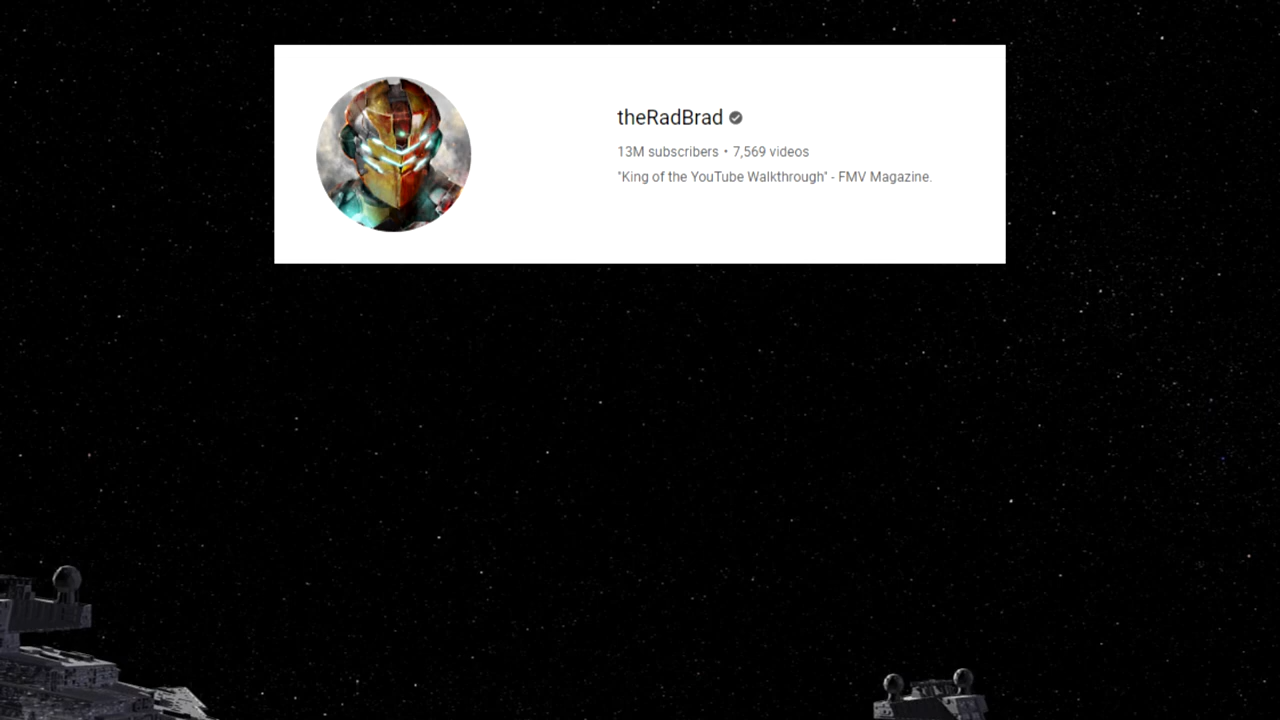 theRadBrad
13M subscribers • 7,569 videos
"King of the YouTube Walkthrough" - FMV Magazine.